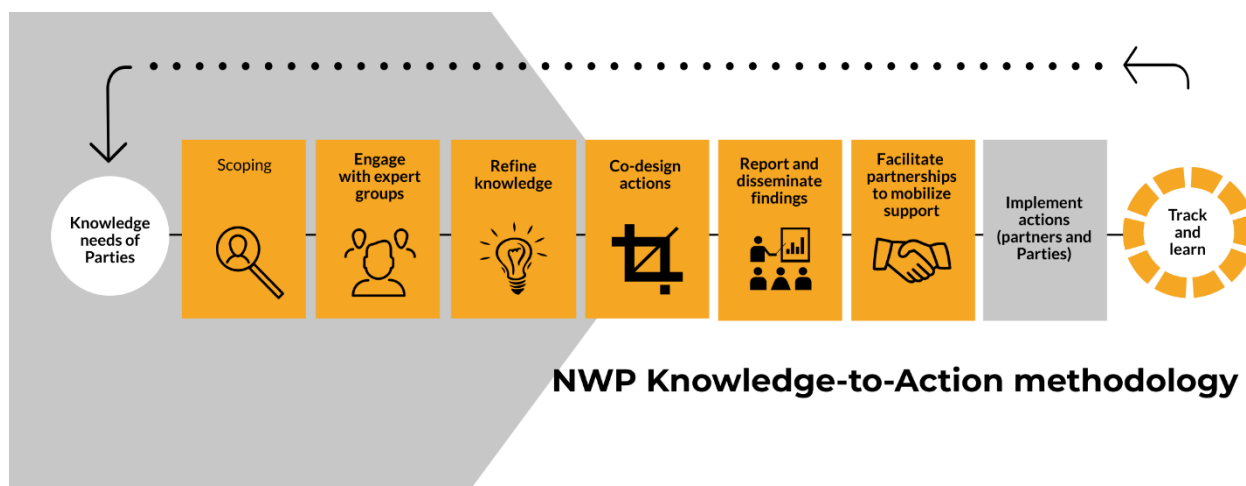 Knowledge
needs of
Parties
Scoping
Engage
with expert
groups
Refine
knowledge
Co-design
actions
Report and
disseminate
findings
Facilitate
partnerships
to mobilize
support
Implement
actions
(partners and
Parties)
Track
and
learn
NWP Knowledge-to-Action methodology